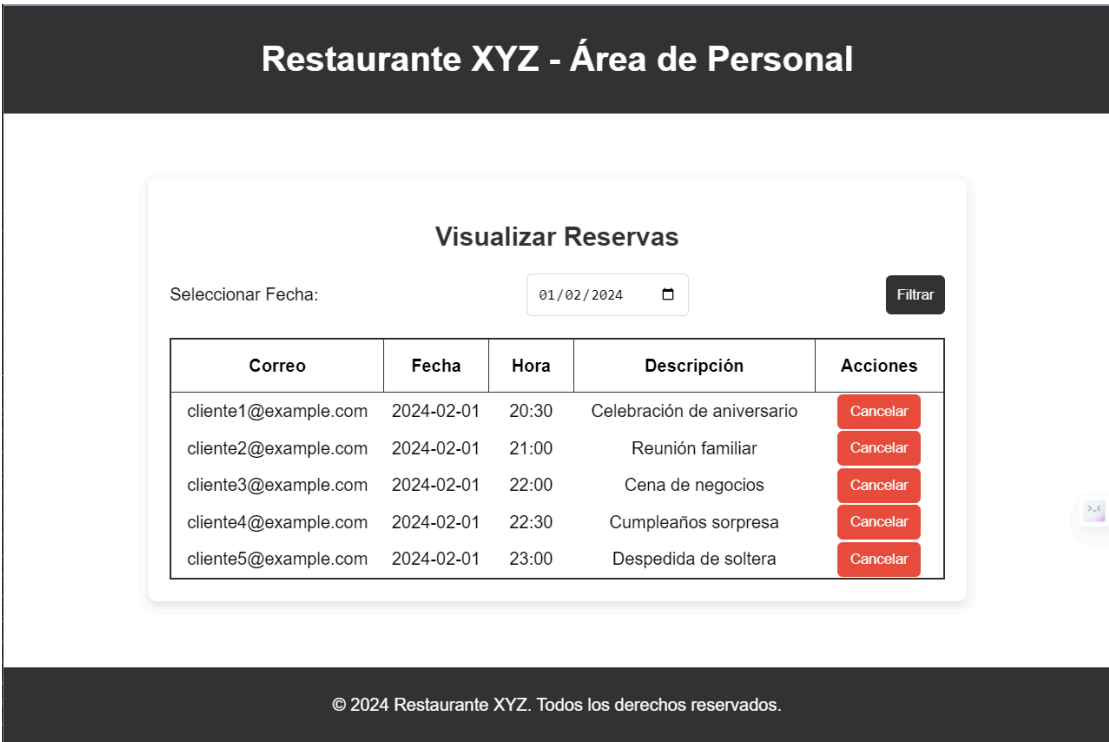 Restaurante XYZ - Área de Personal
Visualizar Reservas
Seleccionar Fecha: 01/02/2024 Filtrar
Correo Fecha Hora Descripción Acciones
cliente1@example.com 2024-02-01 20:30 Celebración de aniversario Cancelar
cliente2@example.com 2024-02-01 21:00 Reunión familiar Cancelar
cliente3@example.com 2024-02-01 22:00 Cena de negocios Cancelar
cliente4@example.com 2024-02-01 22:30 Cumpleaños sorpresa Cancelar
cliente5@example.com 2024-02-01 23:00 Despedida de soltera Cancelar
© 2024 Restaurante XYZ. Todos los derechos reservados.